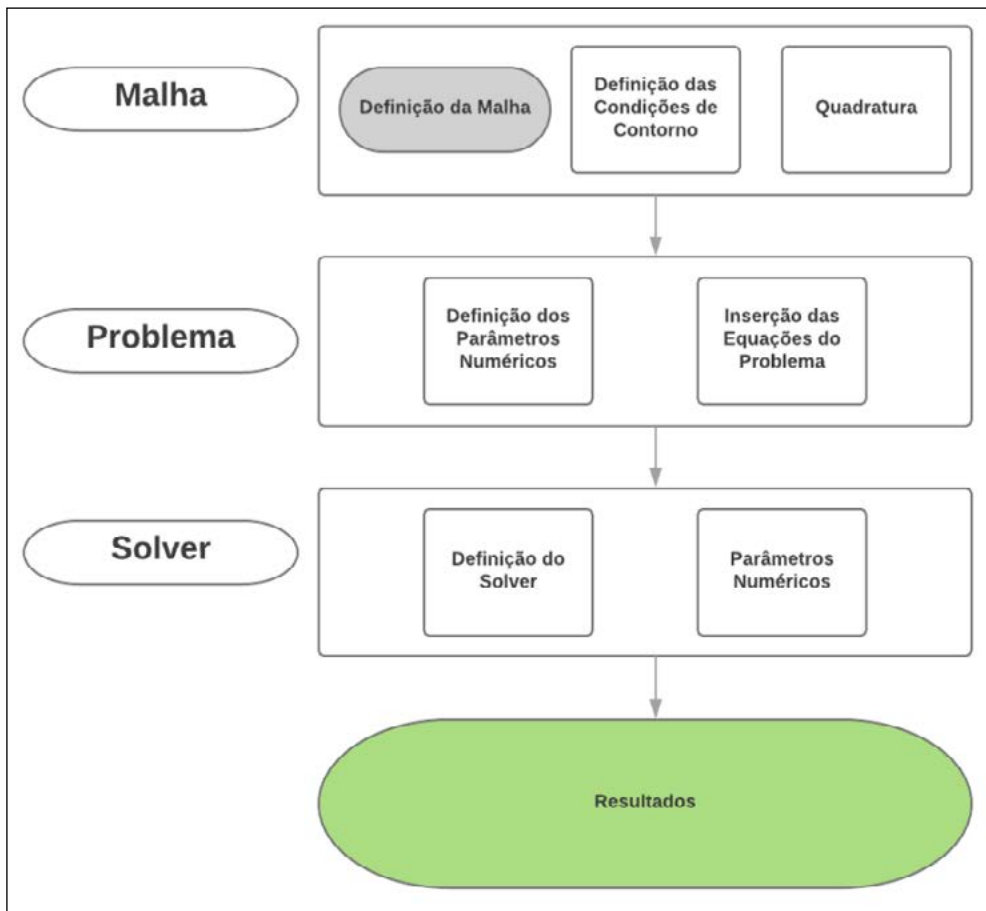 Malha
Definição da Malha
Definição das
Condições de
Contorno
Quadratura
Problema
Definição dos
Parâmetros
Numéricos
Inserção das
Equações do
Problema
Solver
Definição do
Solver
Parâmetros
Numéricos
Resultados